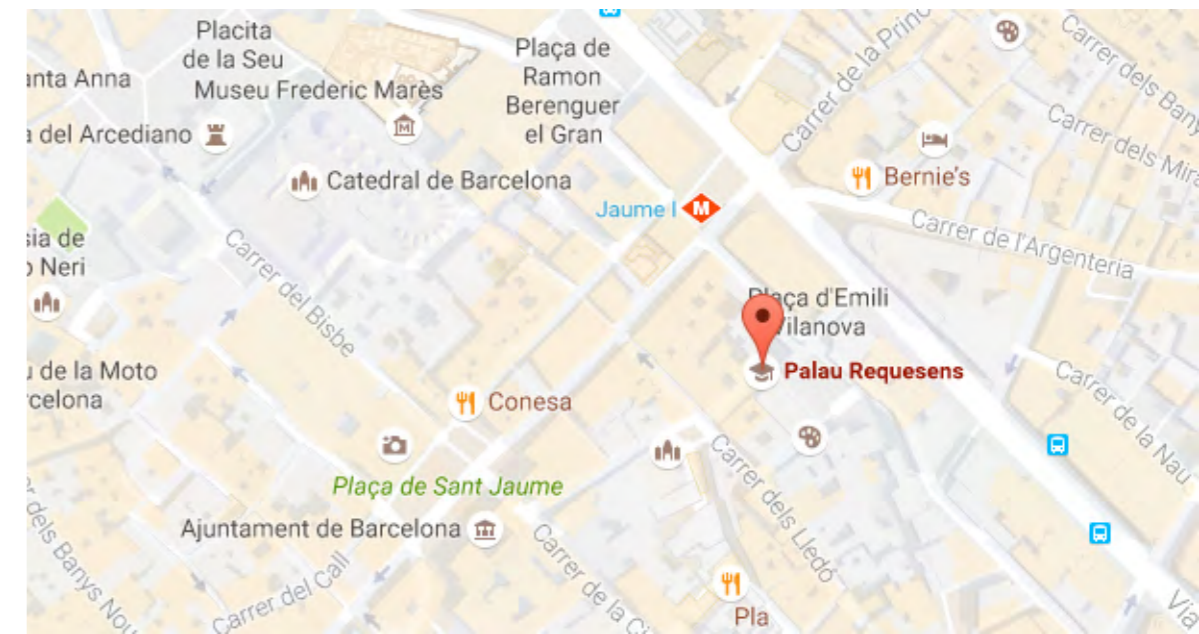 Placita
de la Seu
Museu Frederic Marès
Plaça de
Ramon
Berenguer
el Gran
Carrer de la Princ
Carrer dels Bany
Carrer dels Mira
anta Anna
a del Arcediano
Catedral de Barcelona
Jaume I
M
Bernie's
Carrer de l'Argenteria
sia de
o Neri
Carrer del Bisbe
Plaça d'Emili
Vilanova
Palau Requesens
u de la Moto
rcelona
Conesa
Carrer de la Nau
Plaça de Sant Jaume
Carrer dels Lledó
Ajuntament de Barcelona
Carrer de la Ci
Carrer del Call
dels Banys Nou
Pla
Via